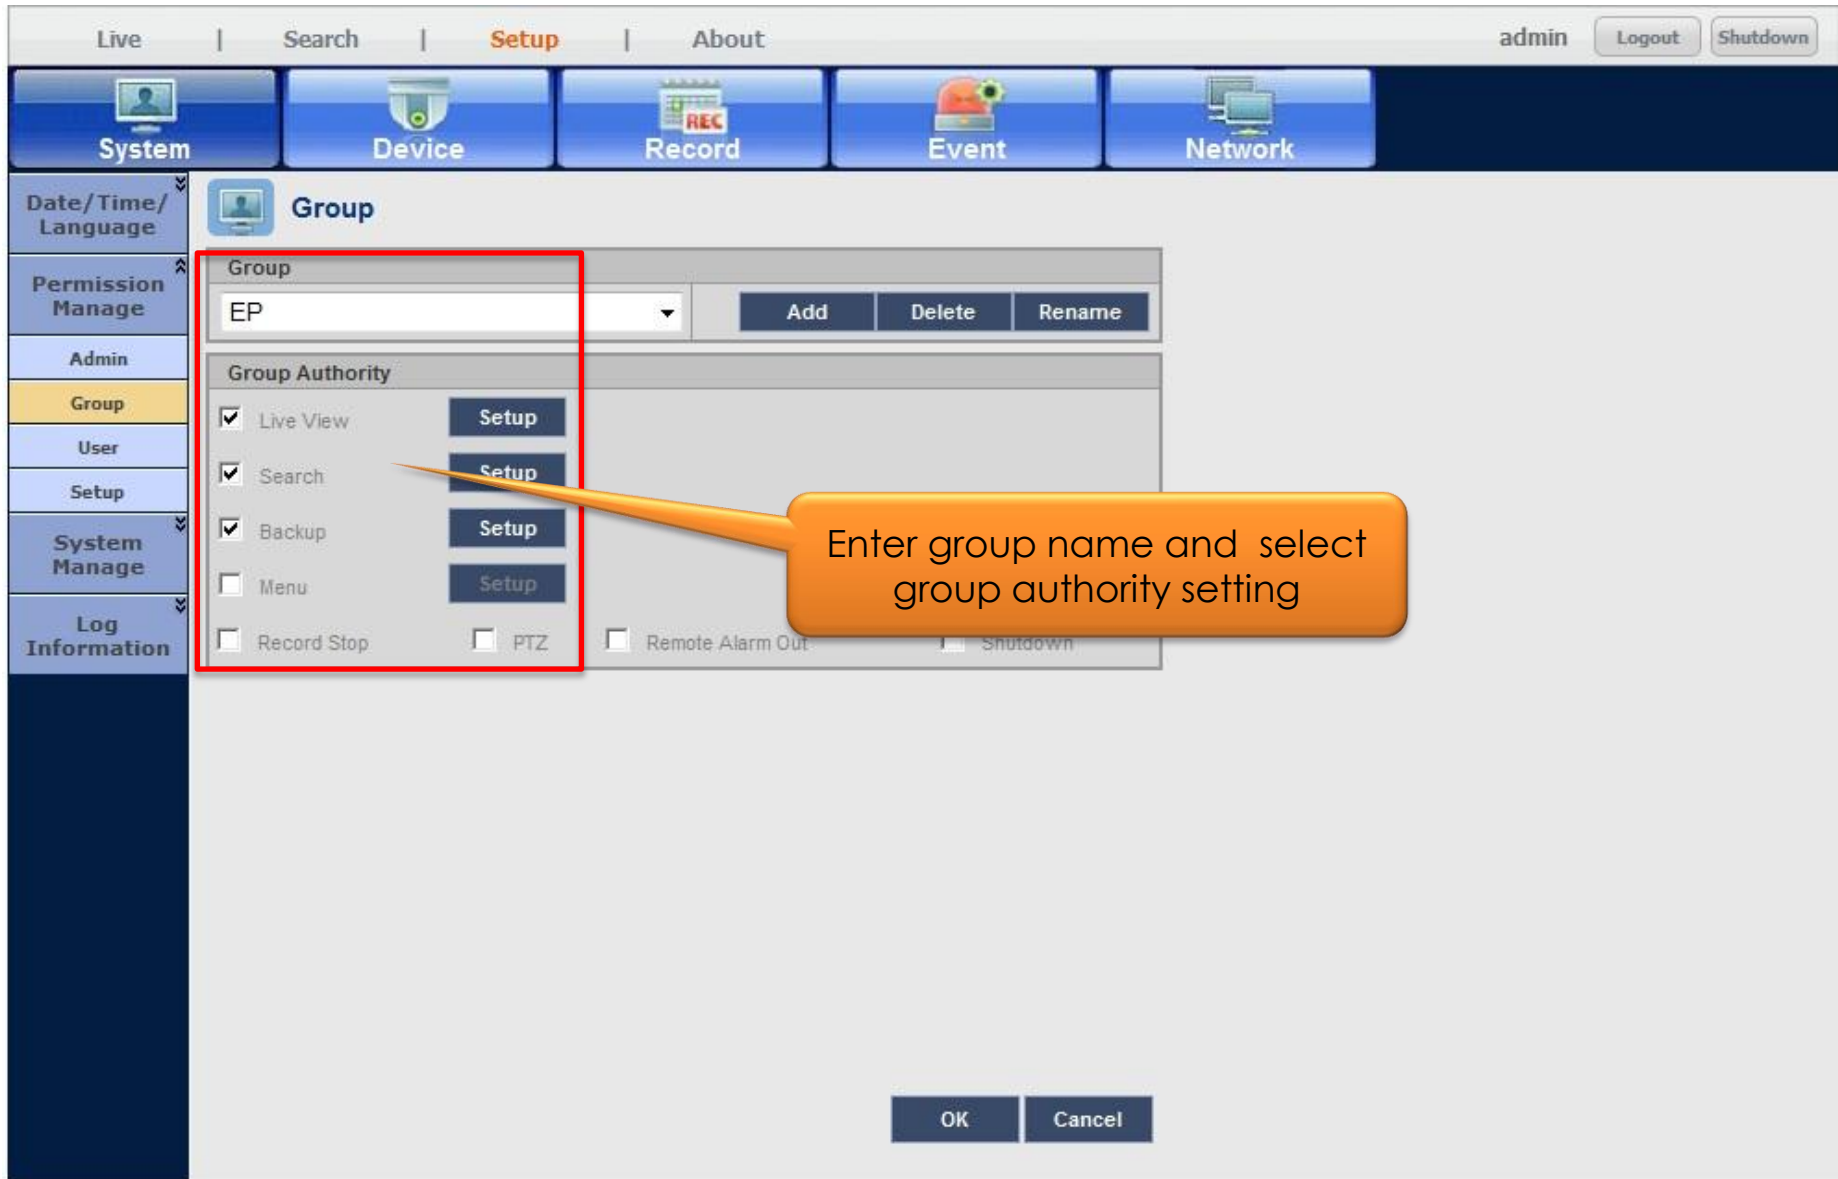 Live | Search | Setup | About admin Logout Shutdown
REC
System Device Record Event Network
Date/Time/
Language
Permission
Manage
Admin
Group
User
Setup
System
Manage
Log
Information
Group
Group
EP Add Delete Rename
Group Authority
Live View Setup
Search Setup
Backup Setup
Menu Setup
Record Stop PTZ Remote Alarm Out Shutdown
Enter group name and select
group authority setting
OK Cancel